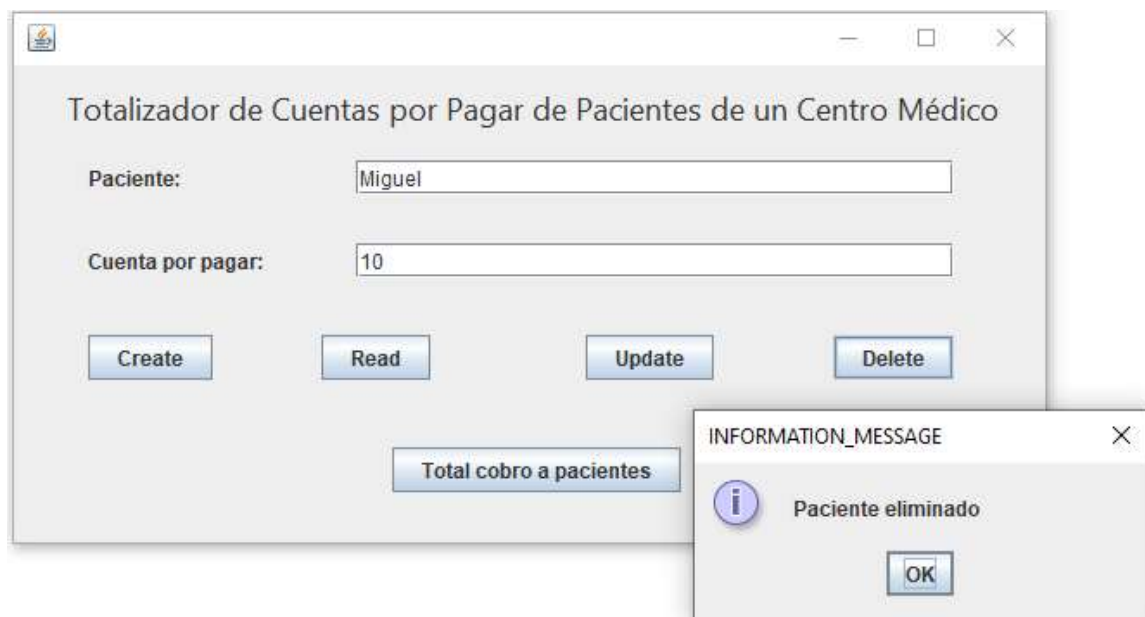 Totalizador de Cuentas por Pagar de Pacientes de un Centro Médico
Paciente: Miguel
Cuenta por pagar: 10
Create Read Update Delete
Total cobro a pacientes
INFORMATION_MESSAGE
Paciente eliminado
OK